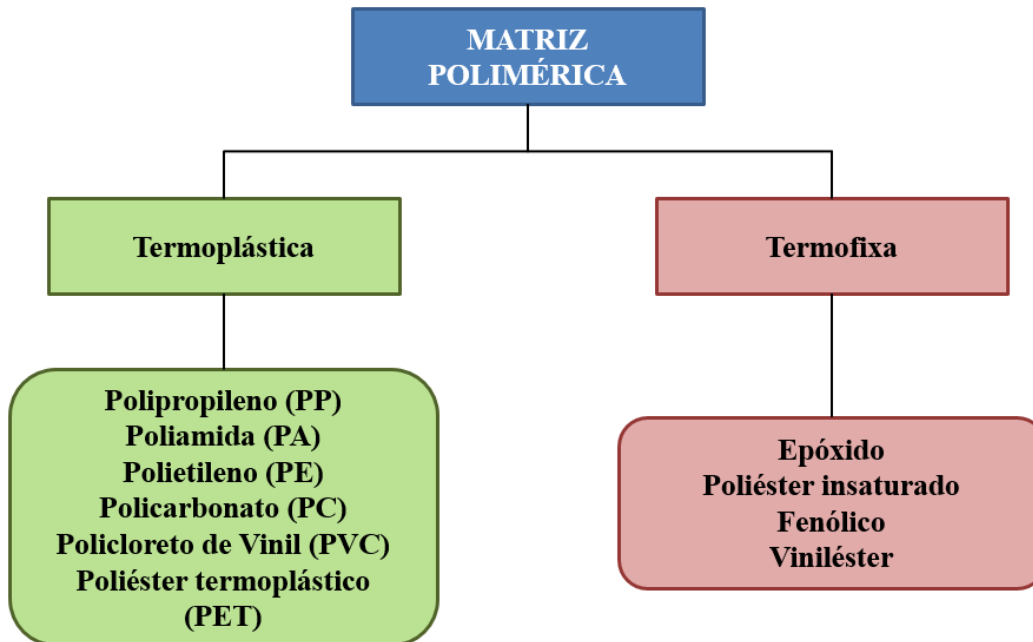 MATRIZ
POLIMÉRICA
Termoplástica
Termofixa
Polipropileno (PP)
Poliamida (PA)
Polietileno (PE)
Policarbonato (PC)
Policloreto de Vinil (PVC)
Poliéster termoplástico
(PET)
Epóxido
Poliéster insaturado
Fenólico
Viniléster